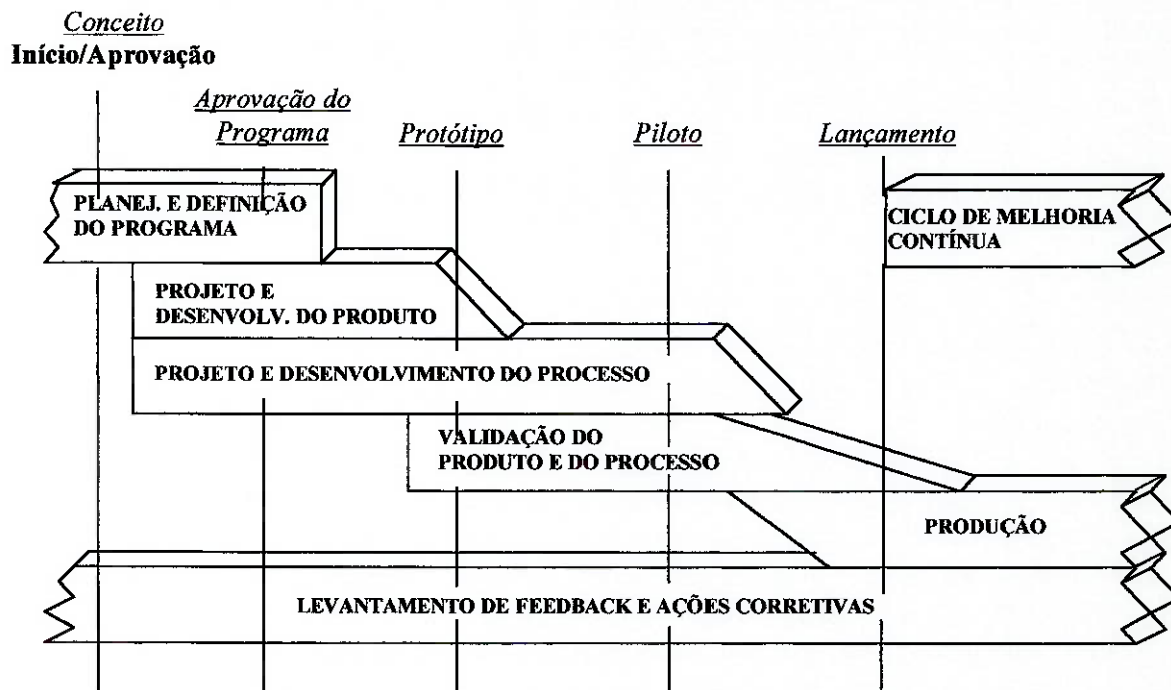 Conceito
Início/Aprovação
Aprovação do
Programa
Protótipo
Piloto
Lançamento
PLANEJ. E DEFINIÇÃO
DO PROGRAMA
CICLO DE MELHORIA
CONTÍNUA
PROJETO E
DESENVOLV. DO PRODUTO
PROJETO E DESENVOLVIMENTO DO PROCESSO
VALIDAÇÃO DO
PRODUTO E DO PROCESSO
PRODUÇÃO
LEVANTAMENTO DE FEEDBACK E AÇÕES CORRETIVAS